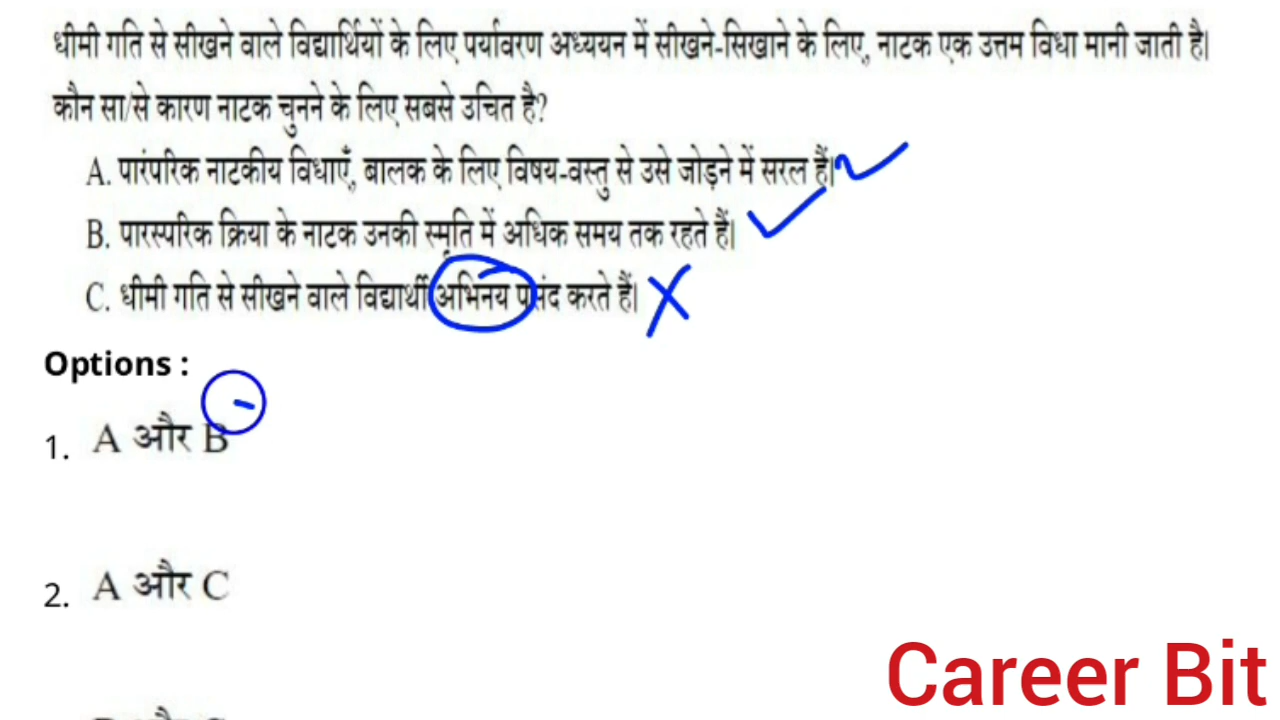 धीमी गति से सीखने वाले विद्यार्थियों के लिए पर्यावरण अध्ययन में सीखने-सिखाने के लिए, नाटक एक उत्तम विधा मानी जाती है।
कौन सा/से कारण नाटक चुनने के लिए सबसे उचित है?
A. पारंपरिक नाटकीय विधाएँ, बालक के लिए विषय-वस्तु से उसे जोड़ने में सरल हैं।
B. पारस्परिक क्रिया के नाटक उनकी स्मृति में अधिक समय तक रहते हैं।
C. धीमी गति से सीखने वाले विद्यार्थी अभिनय पसंद करते हैं।
Options :
1. A और B
2. A और C
Career Bit